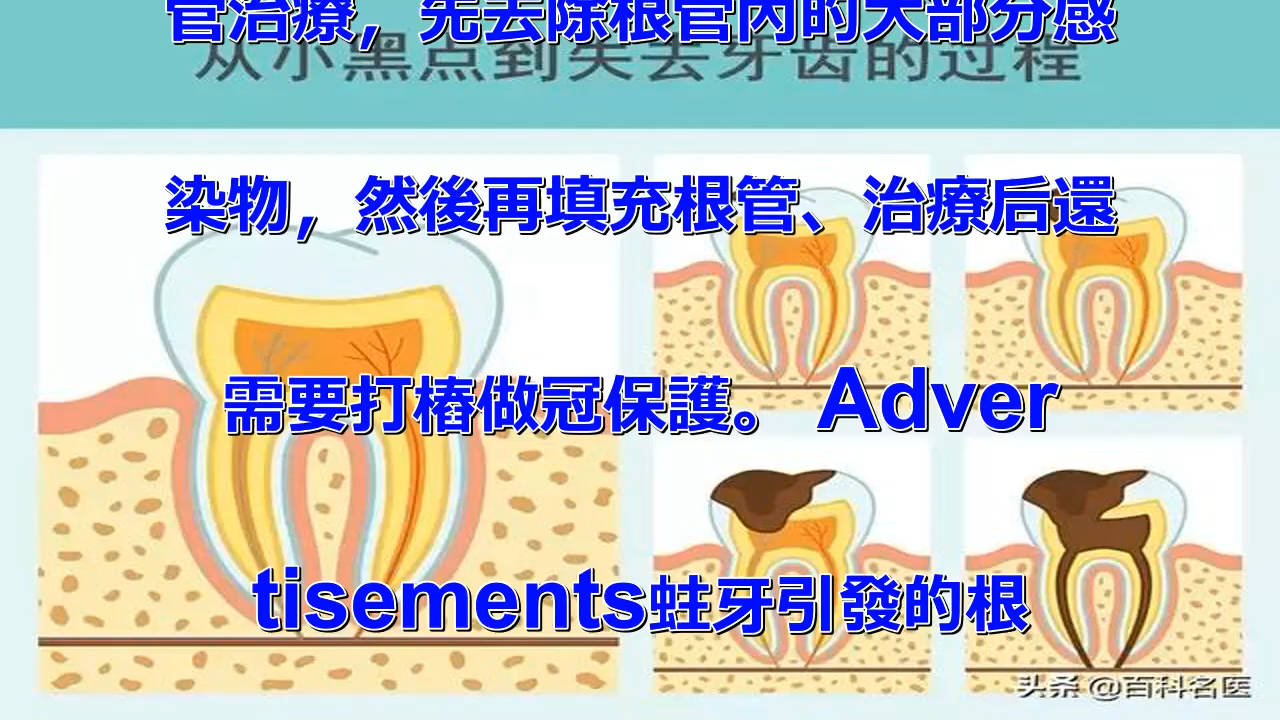 管治療，先去除根管內的大部分感
从小黑点到失去牙齿的过程
染物，然後再填充根管、治療后還
需要打樁做冠保護。 Adver
tisements蛀牙引發的根
头条 @百科名医